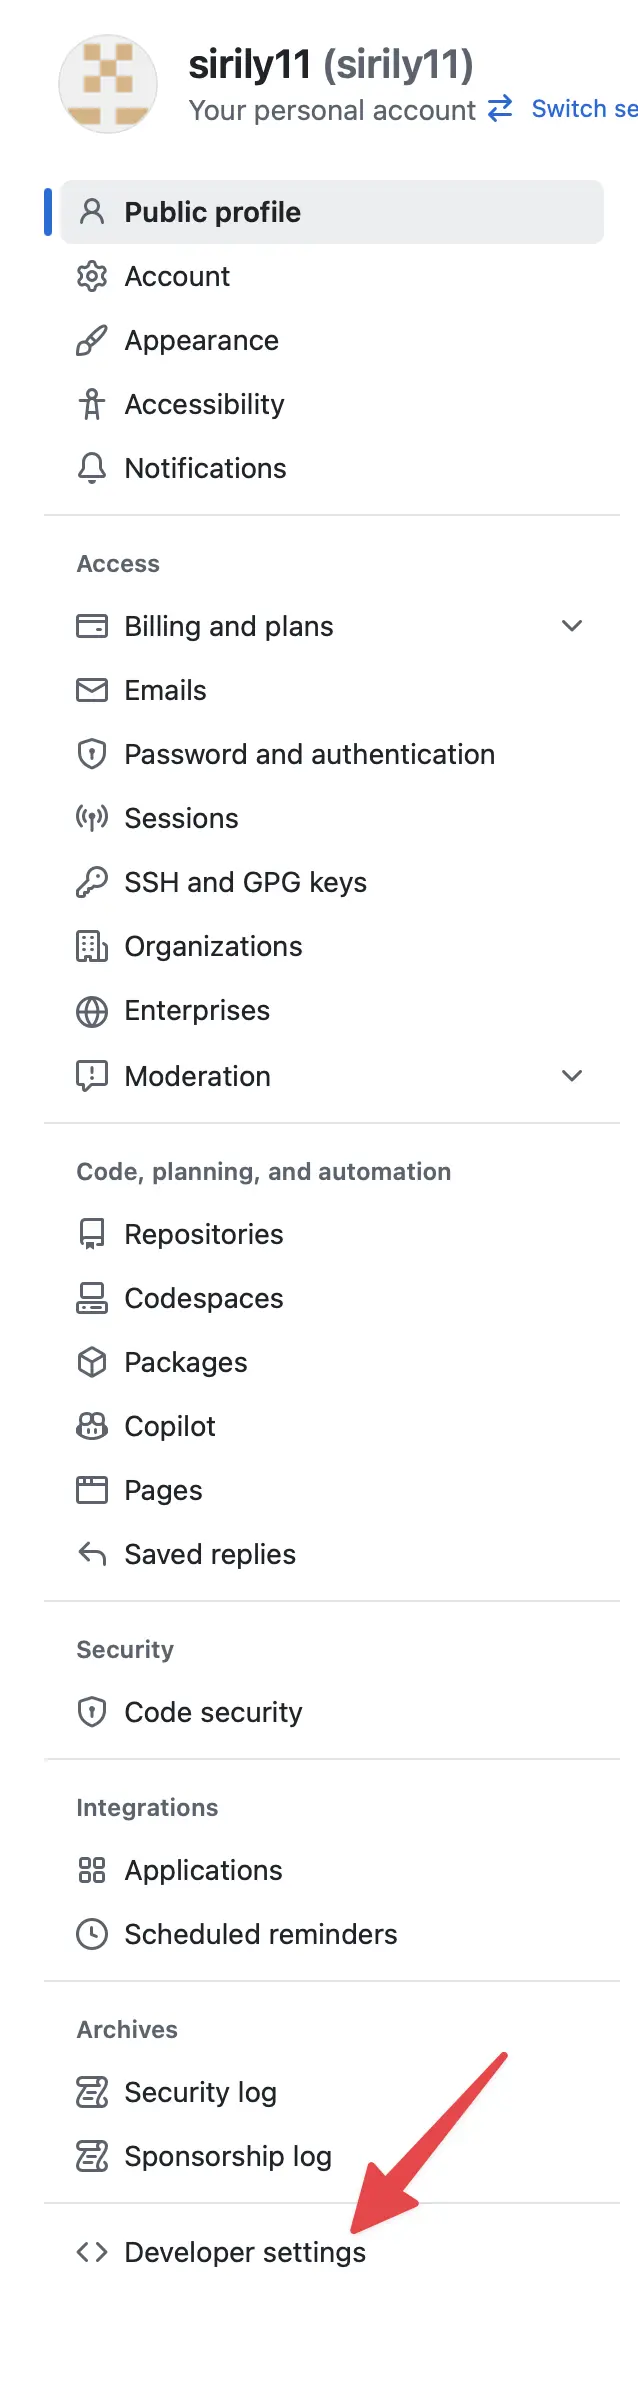 sirily11 (sirily11)
Your personal account Switch se
Public profile
Account
Appearance
Accessibility
Notifications
Access
Billing and plans
Emails
Password and authentication
Sessions
SSH and GPG keys
Organizations
Enterprises
Moderation
Code, planning, and automation
Repositories
Codespaces
Packages
Copilot
Pages
Saved replies
Security
Code security
Integrations
Applications
Scheduled reminders
Archives
Security log
Sponsorship log
Developer settings